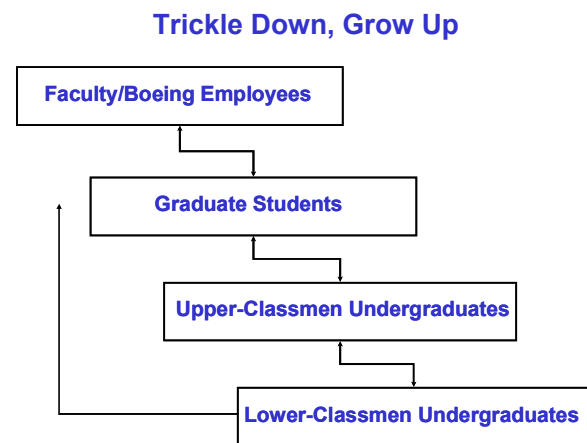 Trickle Down, Grow Up
Faculty/Boeing Employees
Graduate Students
Upper-Classmen Undergraduates
Lower-Classmen Undergraduates